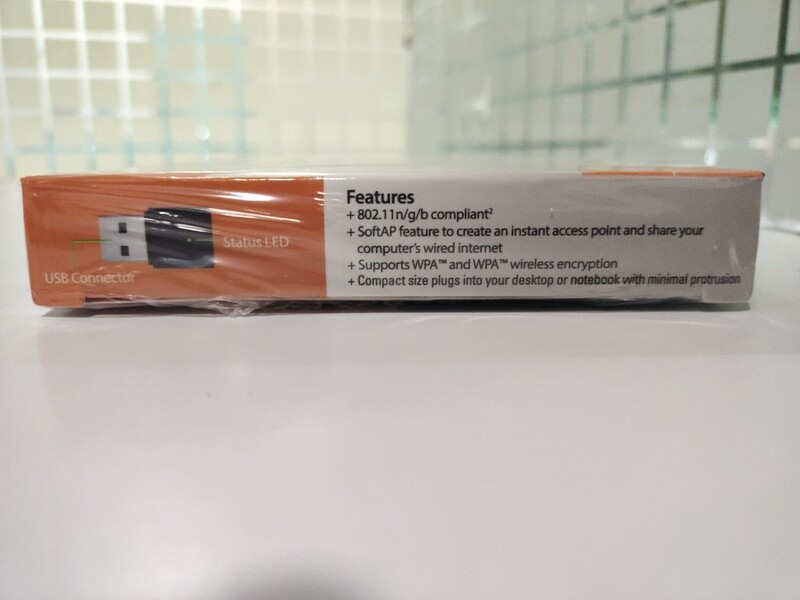 Status LED
USB Connector
Features
+ 802.11n/g/b compliant²
+ SoftAP feature to create an instant access point and share your
computer's wired internet
+ Supports WPA™ and WPA™ wireless encryption
+ Compact size plugs into your desktop or notebook with minimal protrusion